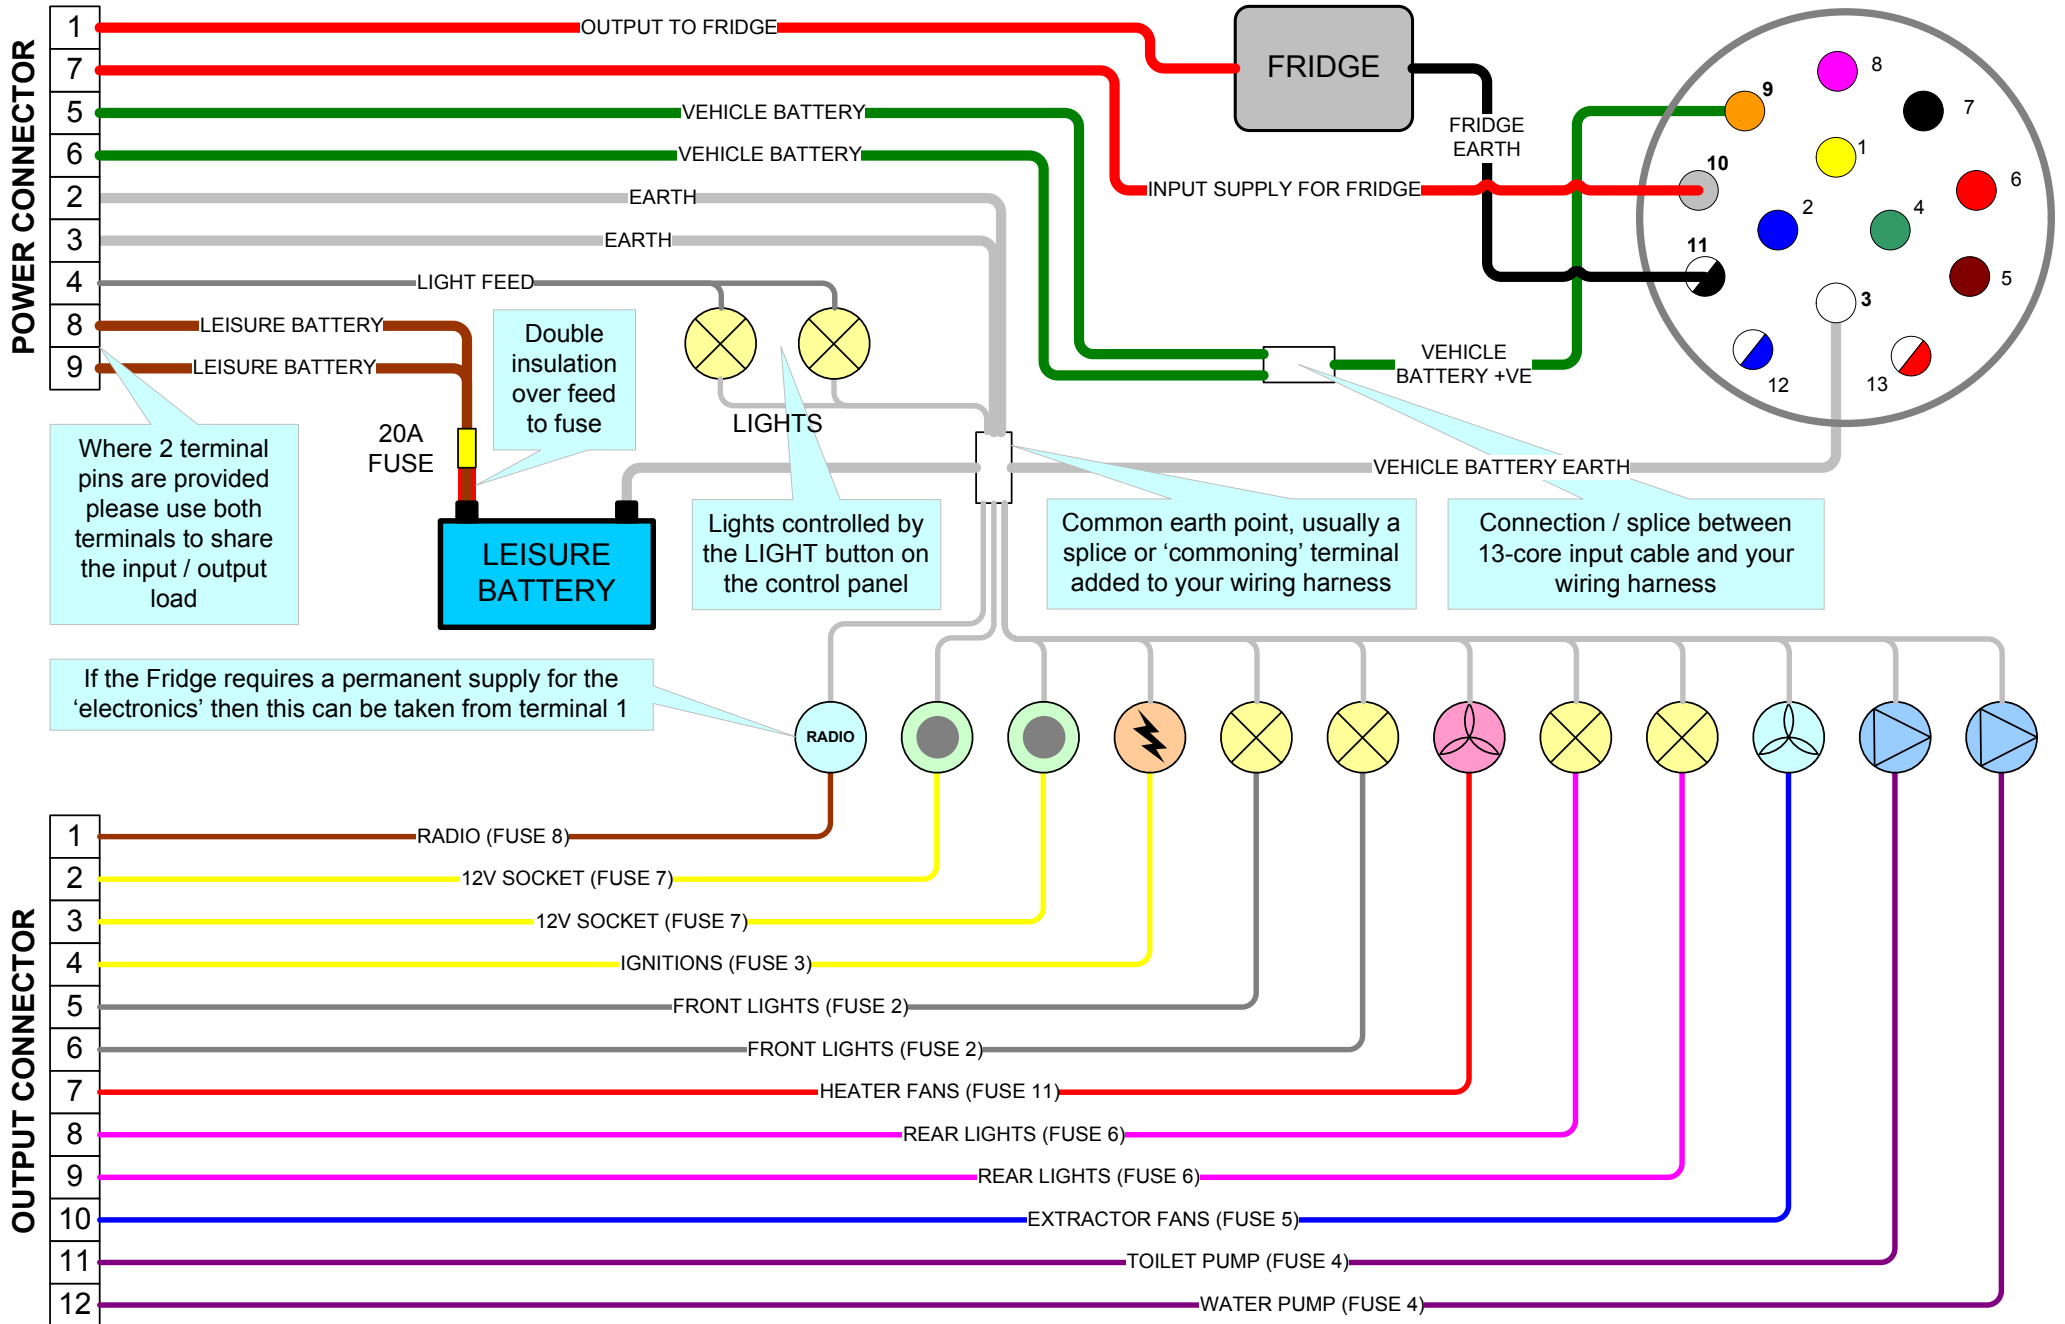 POWER CONNECTOR
1
7
5
6
2
3
4
8
9
OUTPUT TO FRIDGE
VEHICLE BATTERY
VEHICLE BATTERY
EARTH
EARTH
LIGHT FEED
LEISURE BATTERY
LEISURE BATTERY
FRIDGE
FRIDGE
EARTH
INPUT SUPPLY FOR FRIDGE
VEHICLE
BATTERY +VE
VEHICLE BATTERY EARTH
8
9
7
1
10
6
2
4
11
5
3
12
13
Double
insulation
over feed
to fuse
20A
FUSE
LIGHTS
LEISURE
BATTERY
Where 2 terminal
pins are provided
please use both
terminals to share
the input / output
load
Lights controlled by
the LIGHT button on
the control panel
Common earth point, usually a
splice or ‘commoning’ terminal
added to your wiring harness
Connection / splice between
13-core input cable and your
wiring harness
If the Fridge requires a permanent supply for the
‘electronics’ then this can be taken from terminal 1
RADIO
OUTPUT CONNECTOR
1
RADIO (FUSE 8)
2
12V SOCKET (FUSE 7)
3
12V SOCKET (FUSE 7)
4
IGNITIONS (FUSE 3)
5
FRONT LIGHTS (FUSE 2)
6
FRONT LIGHTS (FUSE 2)
7
HEATER FANS (FUSE 11)
8
REAR LIGHTS (FUSE 6)
9
REAR LIGHTS (FUSE 6)
10
EXTRACTOR FANS (FUSE 5)
11
TOILET PUMP (FUSE 4)
12
WATER PUMP (FUSE 4)